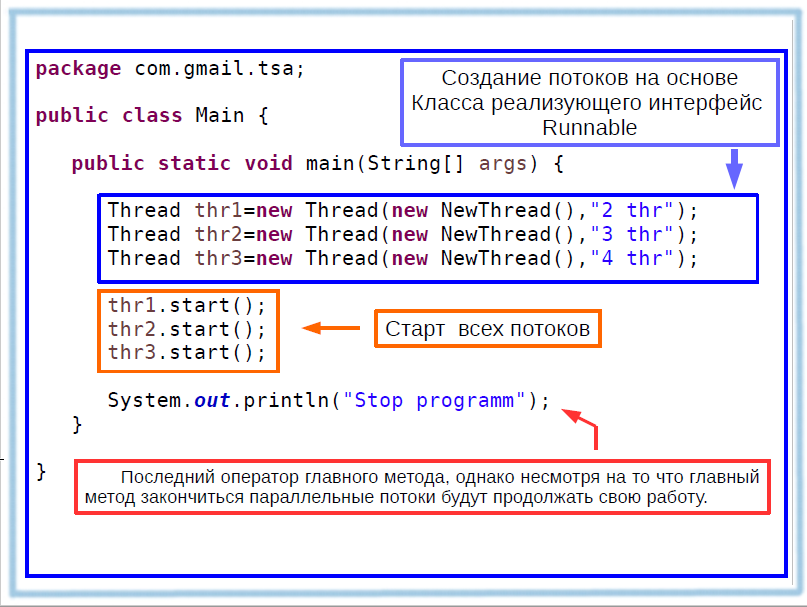 package com.gmail.tsa;
Создание потоков на основе
Класса реализующего интерфейс
Runnable
public class Main {
public static void main(String[] args) {
Thread thr1=new Thread(new NewThread(),"2 thr");
Thread thr2=new Thread(new NewThread(),"3 thr");
Thread thr3=new Thread(new NewThread(),"4 thr");
thr1.start();
thr2.start();
thr3.start();
Старт всех потоков
System.out.println("Stop programm");
}
}
Последний оператор главного метода, однако несмотря на то что главный
метод закончиться параллельные потоки будут продолжать свою работу.